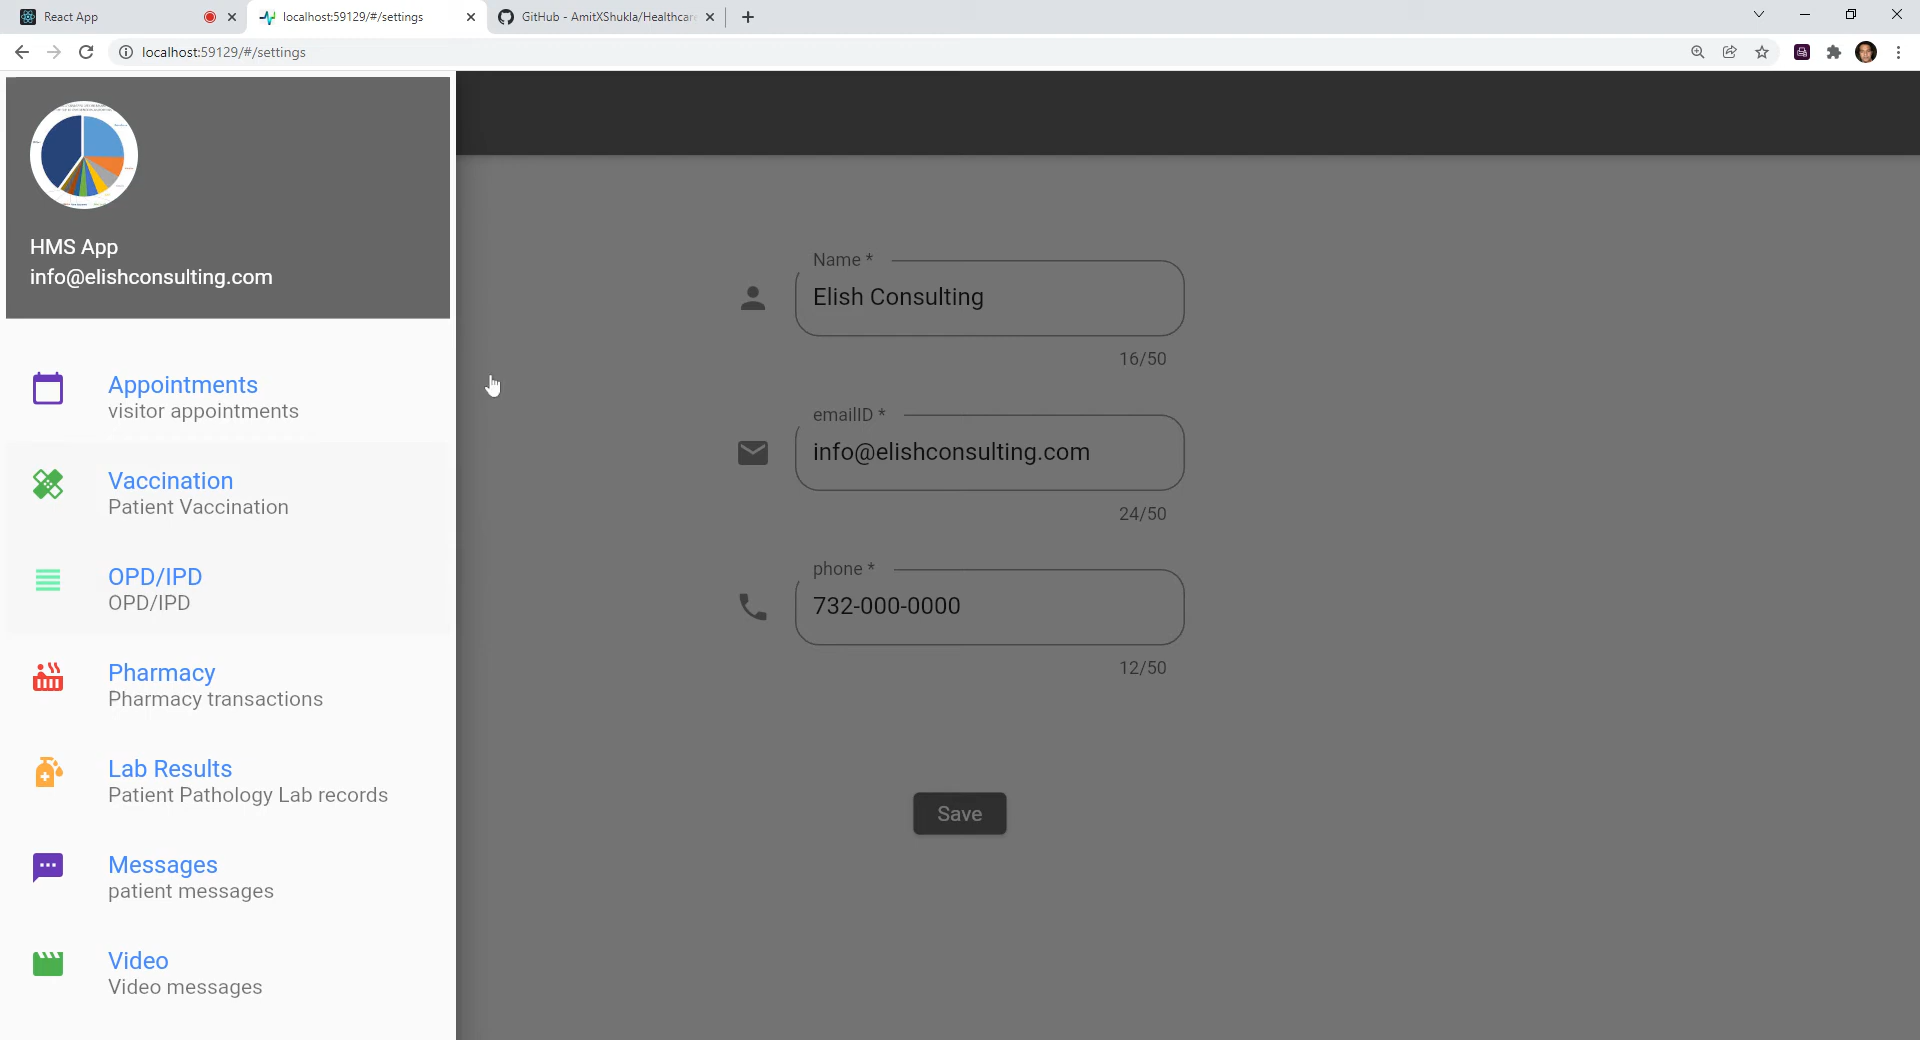 React App
localhost:59129/#/settings
GitHub - AmitXShukla/Healthcar
localhost:59129/#/settings
HMS App
info@elishconsulting.com
Appointments
visitor appointments
Vaccination
Patient Vaccination
OPD/IPD
OPD/IPD
Pharmacy
Pharmacy transactions
Lab Results
Patient Pathology Lab records
Messages
patient messages
Video
Video messages
Name *
Elish Consulting
16/50
emailID *
info@elishconsulting.com
24/50
phone *
732-000-0000
12/50
Save